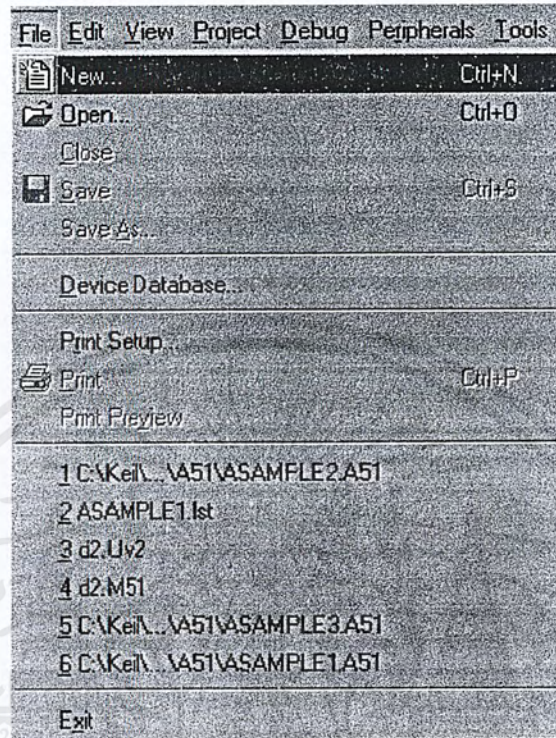 File Edit View Project Debug Peripherals Tools
New... Ctrl+N
Open... Ctrl+O
Close
Save Ctrl+S
Save As...
Device Database...
Print Setup...
Print Ctrl+P
Print Preview
1 C:\Keil\...\A51\ASAMPLE2.A51
2 ASAMPLE1.lst
3 d2.Uv2
4 d2.M51
5 C:\Keil\...\A51\ASAMPLE3.A51
6 C:\Keil\...\A51\ASAMPLE1.A51
Exit